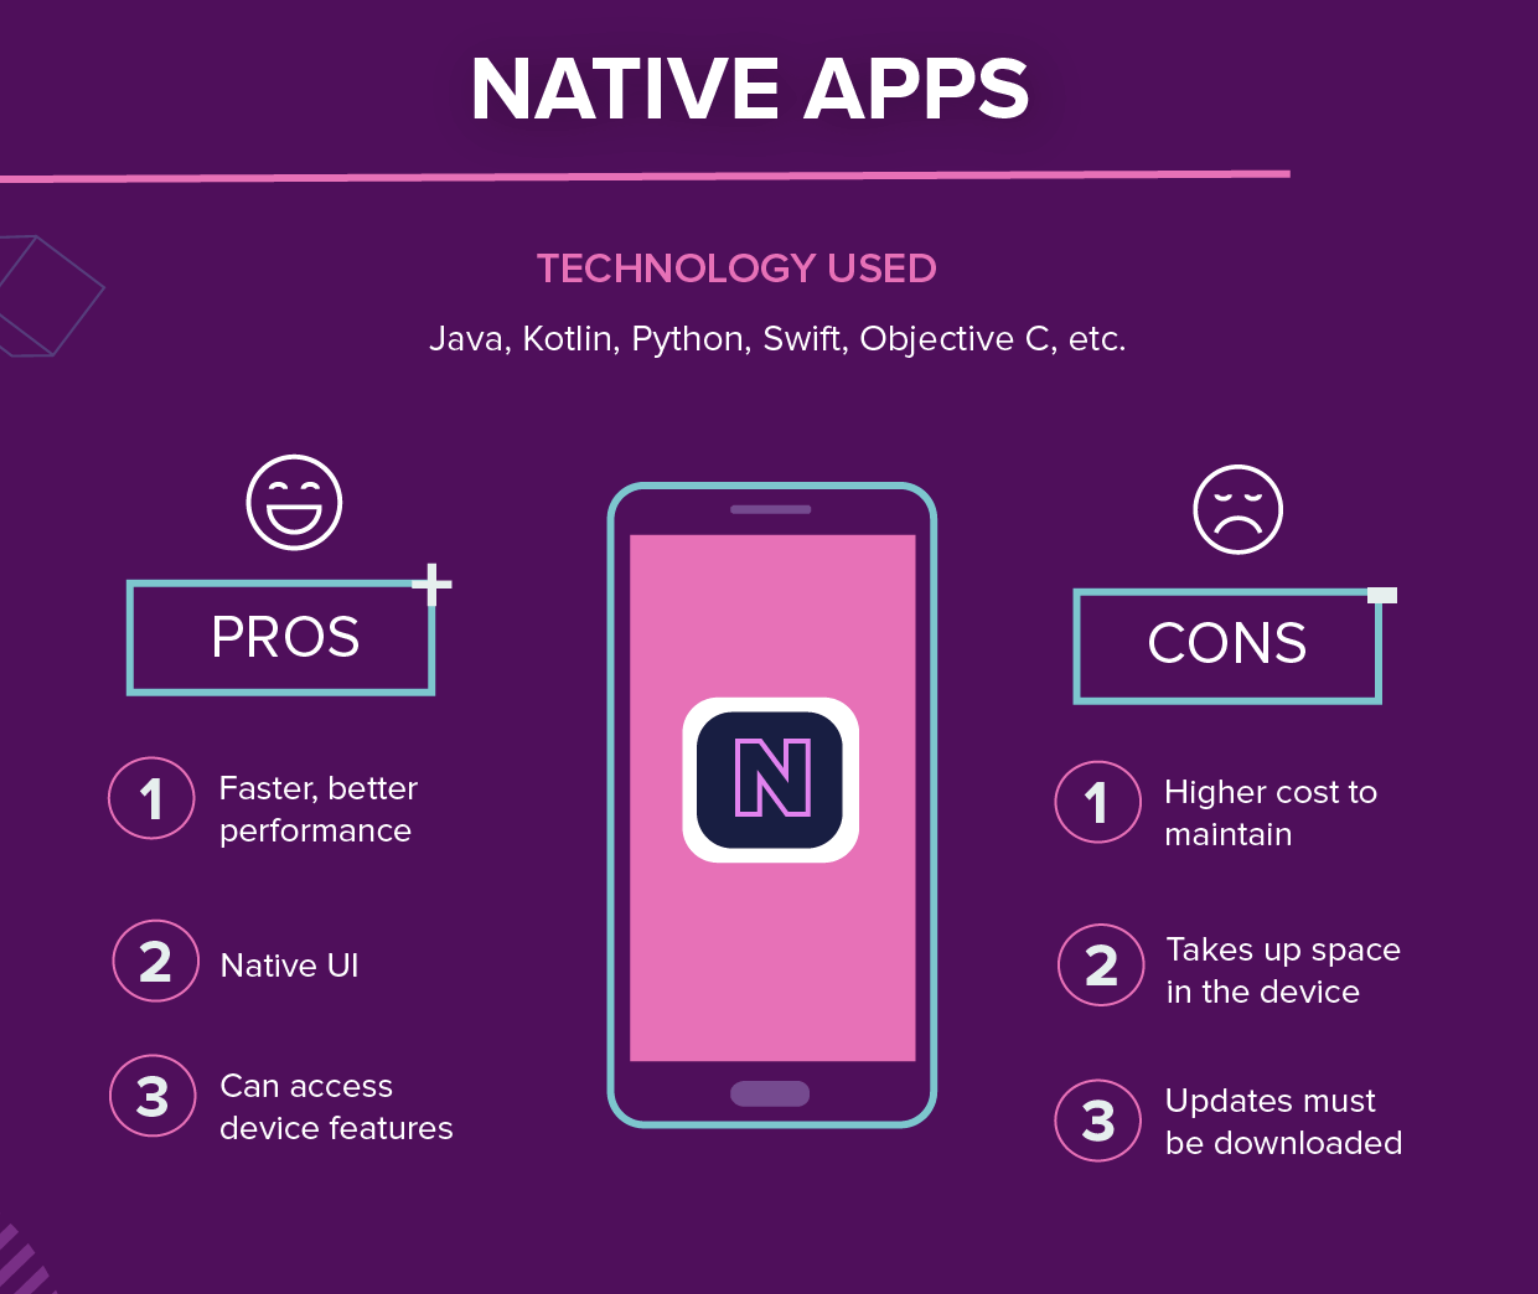 NATIVE APPS
TECHNOLOGY USED
Java, Kotlin, Python, Swift, Objective C, etc.
PROS
1
Faster, better
performance
2
Native UI
3
Can access
device features
N
CONS
1
Higher cost to
maintain
2
Takes up space
in the device
3
Updates must
be downloaded